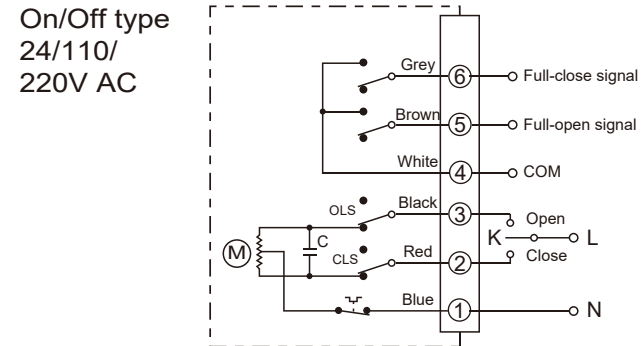 On/Off type
24/110/
220V AC
Grey
6
Full-close signal
Brown
5
Full-open signal
White
4
COM
OLS
Black
3
Open
K
L
M
C
CLS
Red
2
Close
Blue
1
N